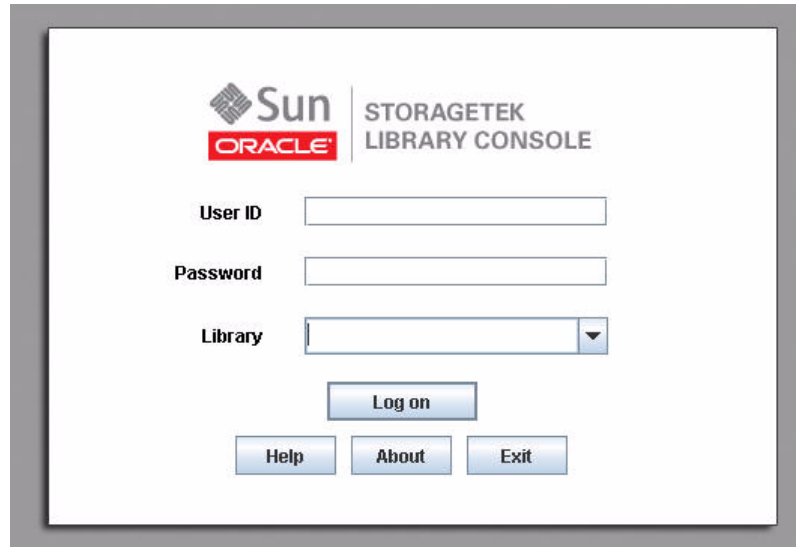 Sun
ORACLE
STORAGETEK
LIBRARY CONSOLE
User ID
Password
Library
Log on
Help
About
Exit